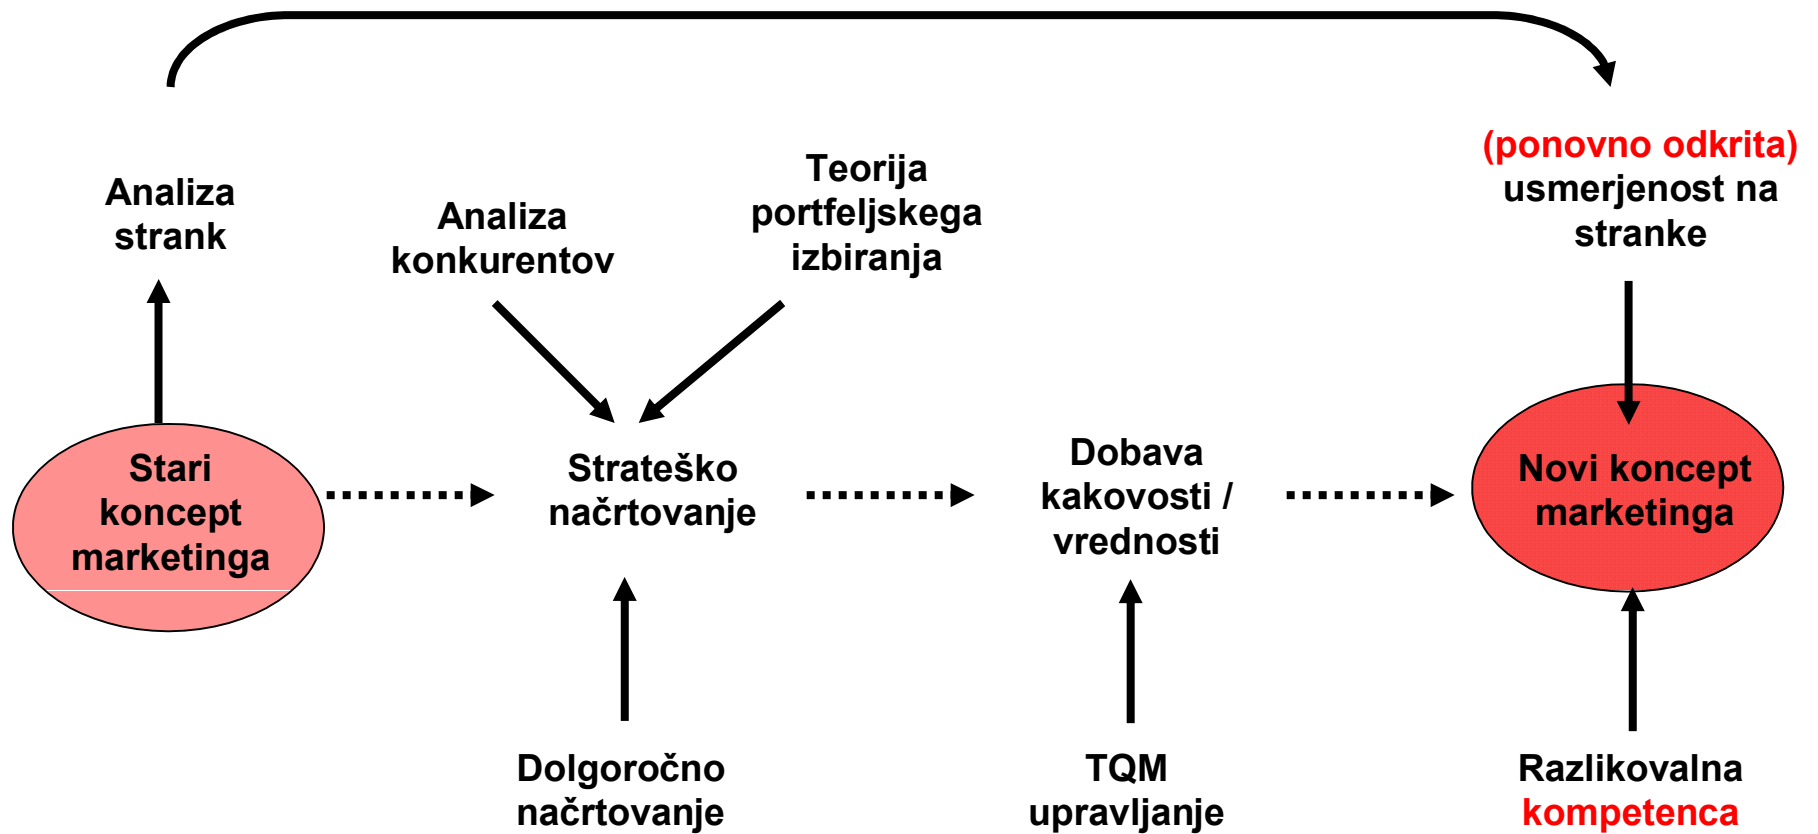 (ponovno odkrita)
usmerjenost na
stranke
Teorija
portfeljskega
izbiranja
Analiza
strank
Analiza
konkurentov
Stari
koncept
marketinga
Strateško
načrtovanje
Dobava
kakovosti /
vrednosti
Novi koncept
marketinga
Dolgoročno
načrtovanje
TQM
upravljanje
Razlikovalna
kompetenca